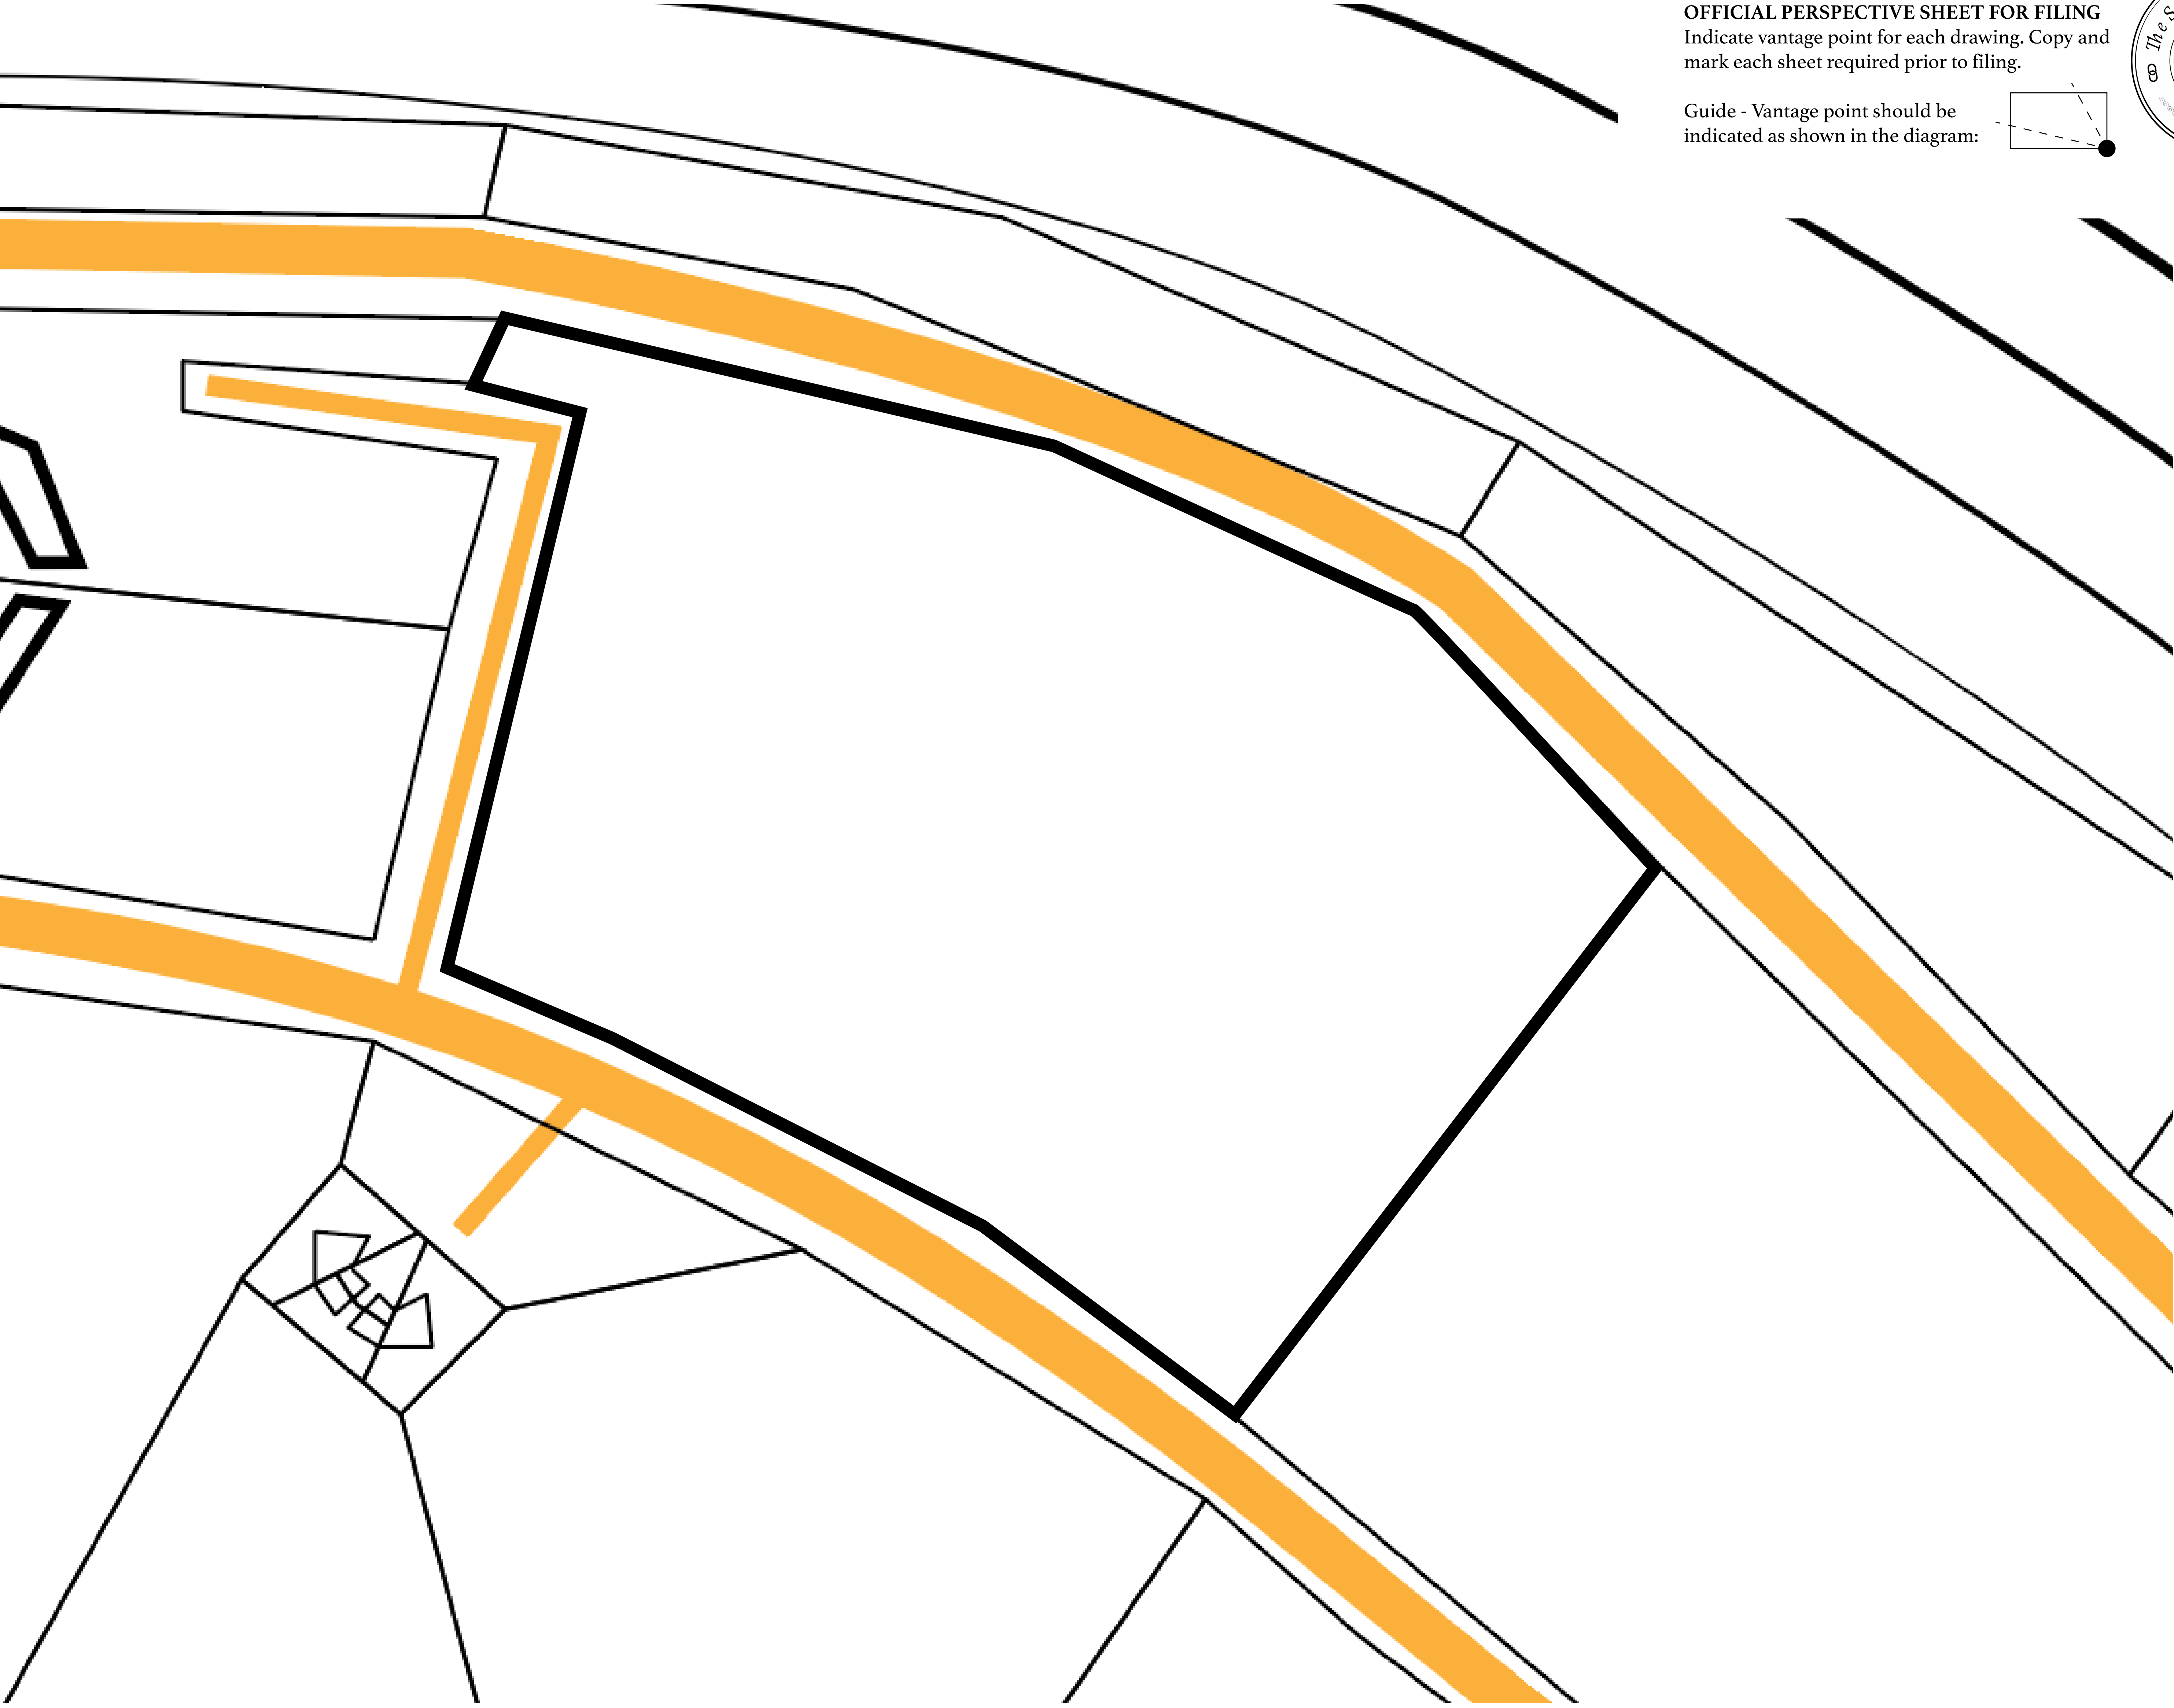 OFFICIAL PERSPECTIVE SHEET FOR FILING
Indicate vantage point for each drawing. Copy and
mark each sheet required prior to filing.
Guide - Vantage point should be
indicated as shown in the diagram:
The